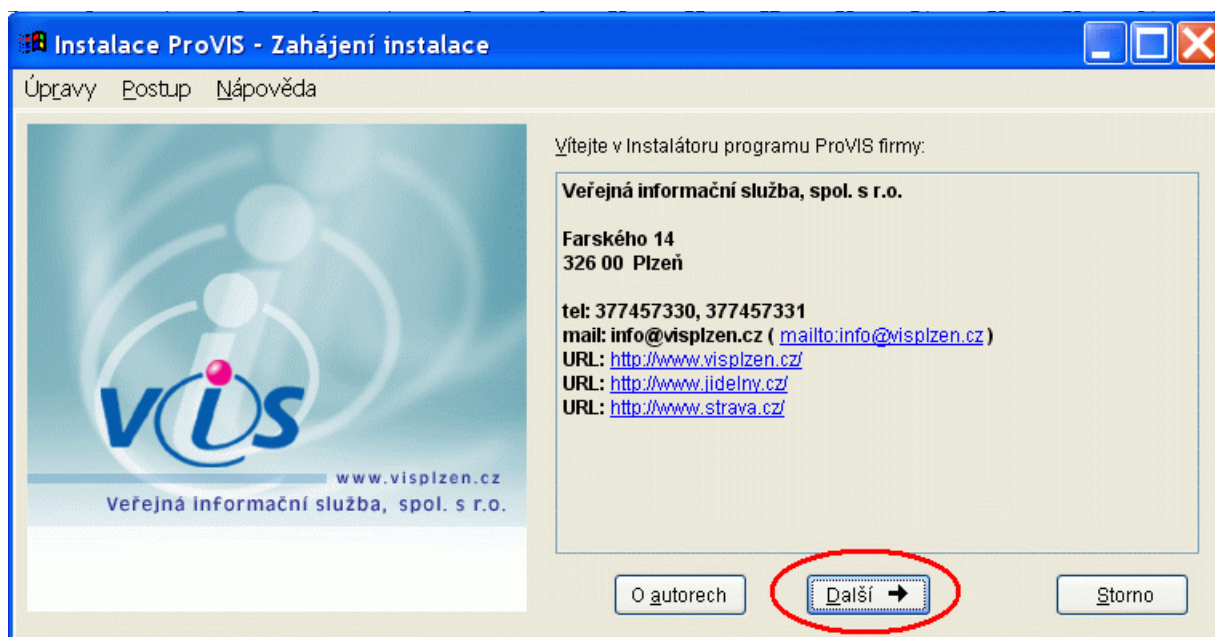 Instalace ProVIS - Zahájení instalace
Úpravy Postup Nápověda
vis
www.visplzen.cz
Veřejná informační služba, spol. s r.o.
Vítejte v Instalátoru programu ProVIS firmy:
Veřejná informační služba, spol. s r.o.
Farského 14
326 00 Plzeň
tel: 377457330, 377457331
mail: info@visplzen.cz ( mailto:info@visplzen.cz )
URL: http://www.visplzen.cz/
URL: http://www.jidelny.cz/
URL: http://www.strava.cz/
O autorech
Další
Storno